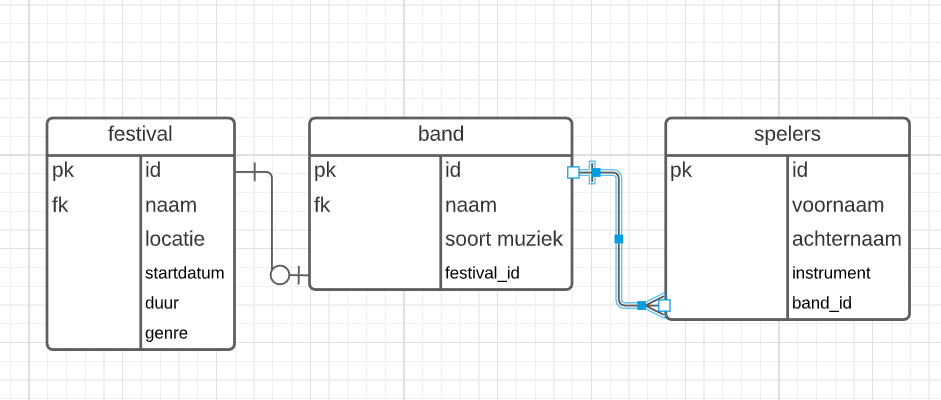 festival
pk id
fk naam
locatie
startdatum
duur
genre
band
pk id
fk naam
soort muziek
festival_id
spelers
pk id
voornaam
achternaam
instrument
band_id